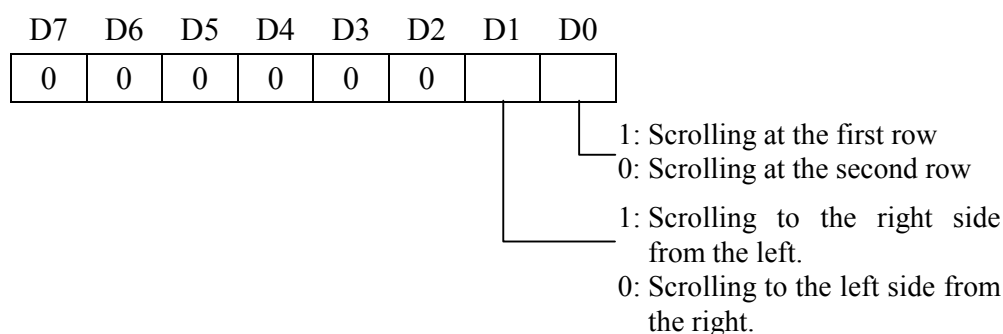 D7 D6 D5 D4 D3 D2 D1 D0
0 0 0 0 0 0
1: Scrolling at the first row
0: Scrolling at the second row
1: Scrolling to the right side
from the left.
0: Scrolling to the left side from
the right.